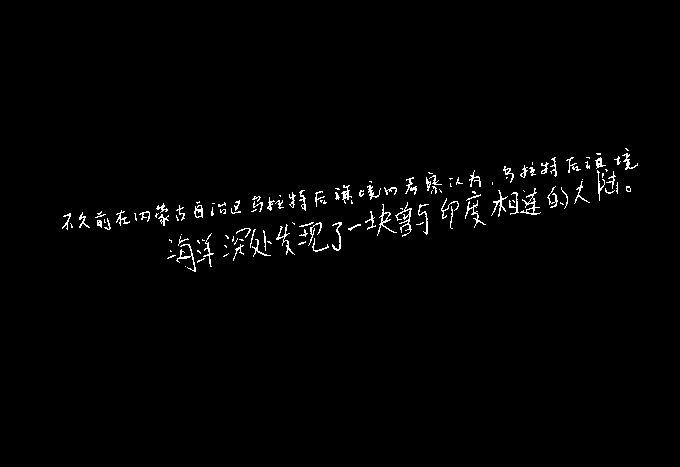 不久前在内蒙古自治区乌拉特后旗境的考察认为，乌拉特后旗境
海洋深处发现了一块曾与印度相连的大陆。